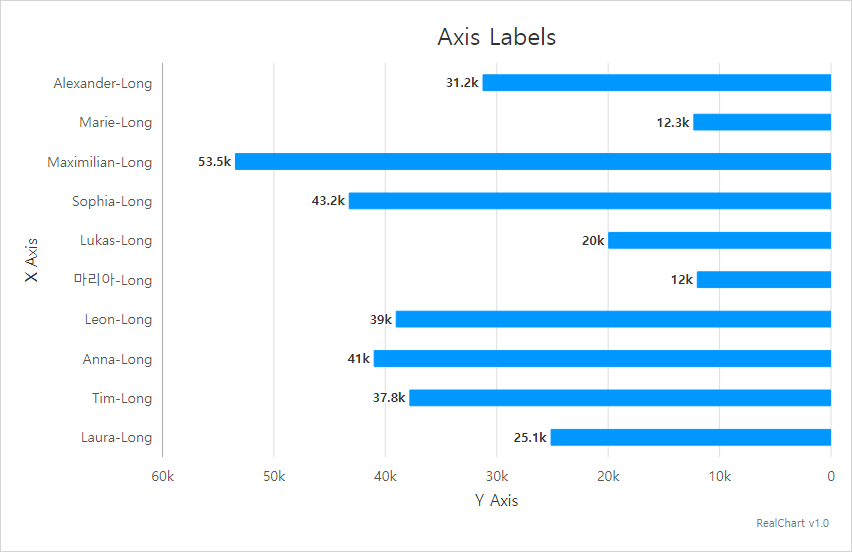 Axis Labels
Alexander-Long 31.2k
Marie-Long 12.3k
Maximilian-Long 53.5k
Sophia-Long 43.2k
Lukas-Long 20k
X Axis
마리아-Long 12k
Leon-Long 39k
Anna-Long 41k
Tim-Long 37.8k
Laura-Long 25.1k
60k 50k 40k 30k 20k 10k 0
Y Axis
RealChart v1.0